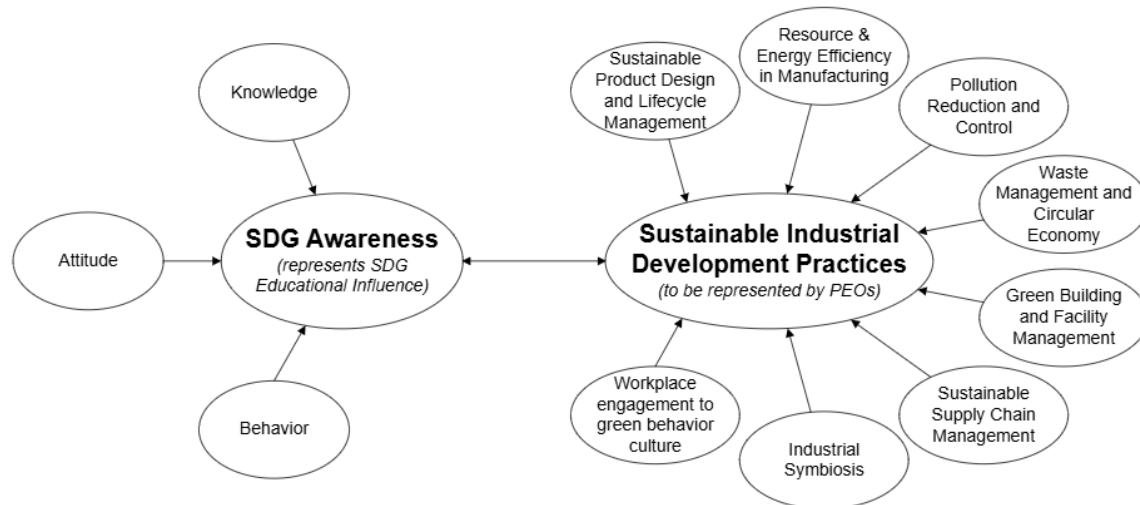 Knowledge
Attitude
SDG Awareness
(represents SDG
Educational Influence)
Behavior
Sustainable
Product Design
and Lifecycle
Management
Resource &
Energy Efficiency
in Manufacturing
Pollution
Reduction and
Control
Waste
Management and
Circular
Economy
Sustainable Industrial
Development Practices
(to be represented by PEOs)
Green Building
and Facility
Management
Sustainable
Supply Chain
Management
Industrial
Symbiosis
Workplace
engagement to
green behavior
culture